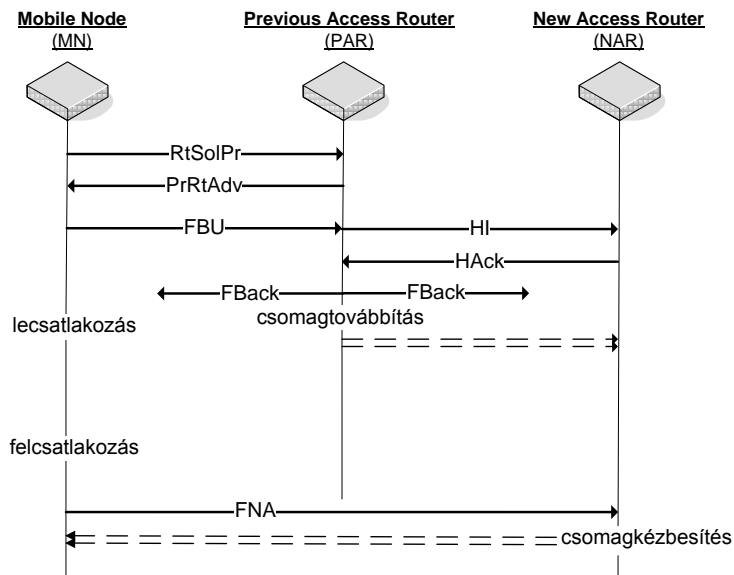 Mobile Node
(MN)
Previous Access Router
(PAR)
New Access Router
(NAR)
RtSolPr
PrRtAdv
FBU
HI
HAck
FBack
FBack
lecsatlakozás
csomagtovábbítás
felcsatlakozás
FNA
csomagkézbesítés